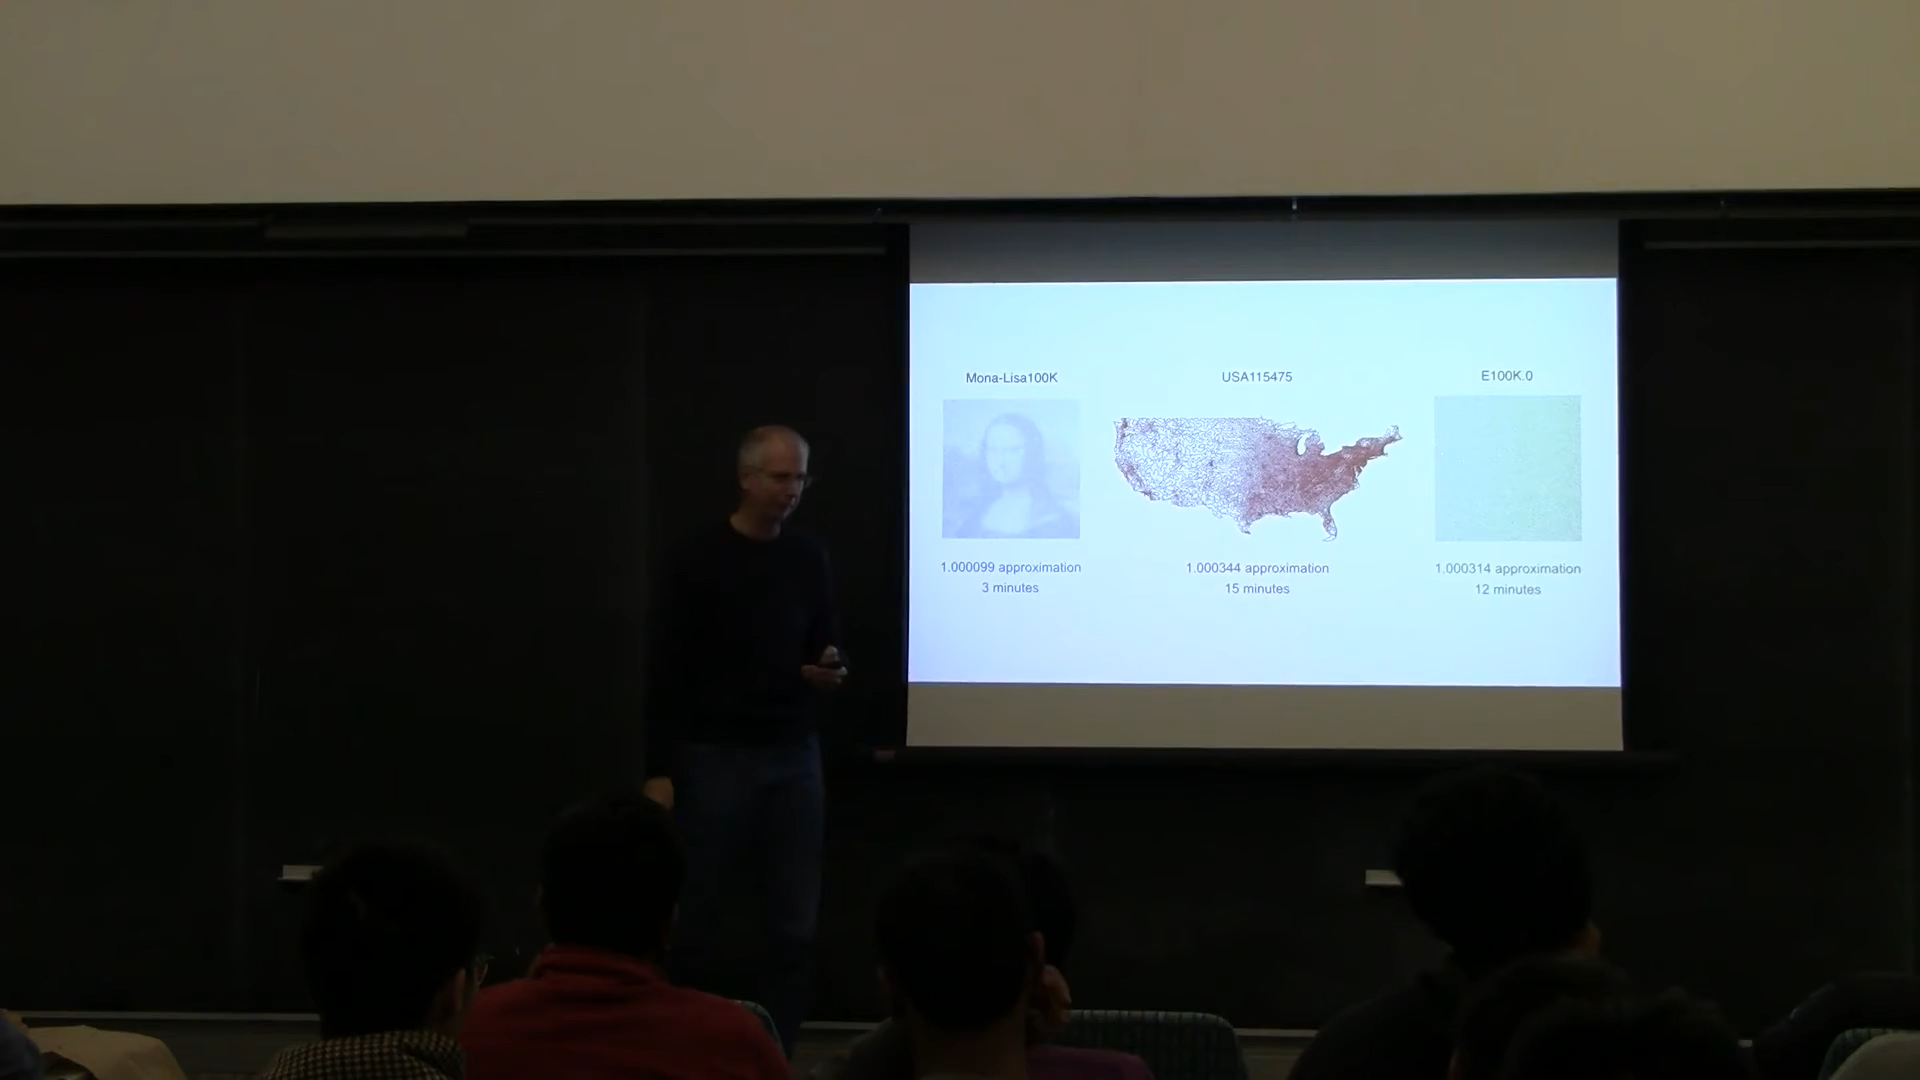 Mona-Lisa100K
USA115475
E100K.0
1.000099 approximation
3 minutes
1.000344 approximation
15 minutes
1.000314 approximation
12 minutes